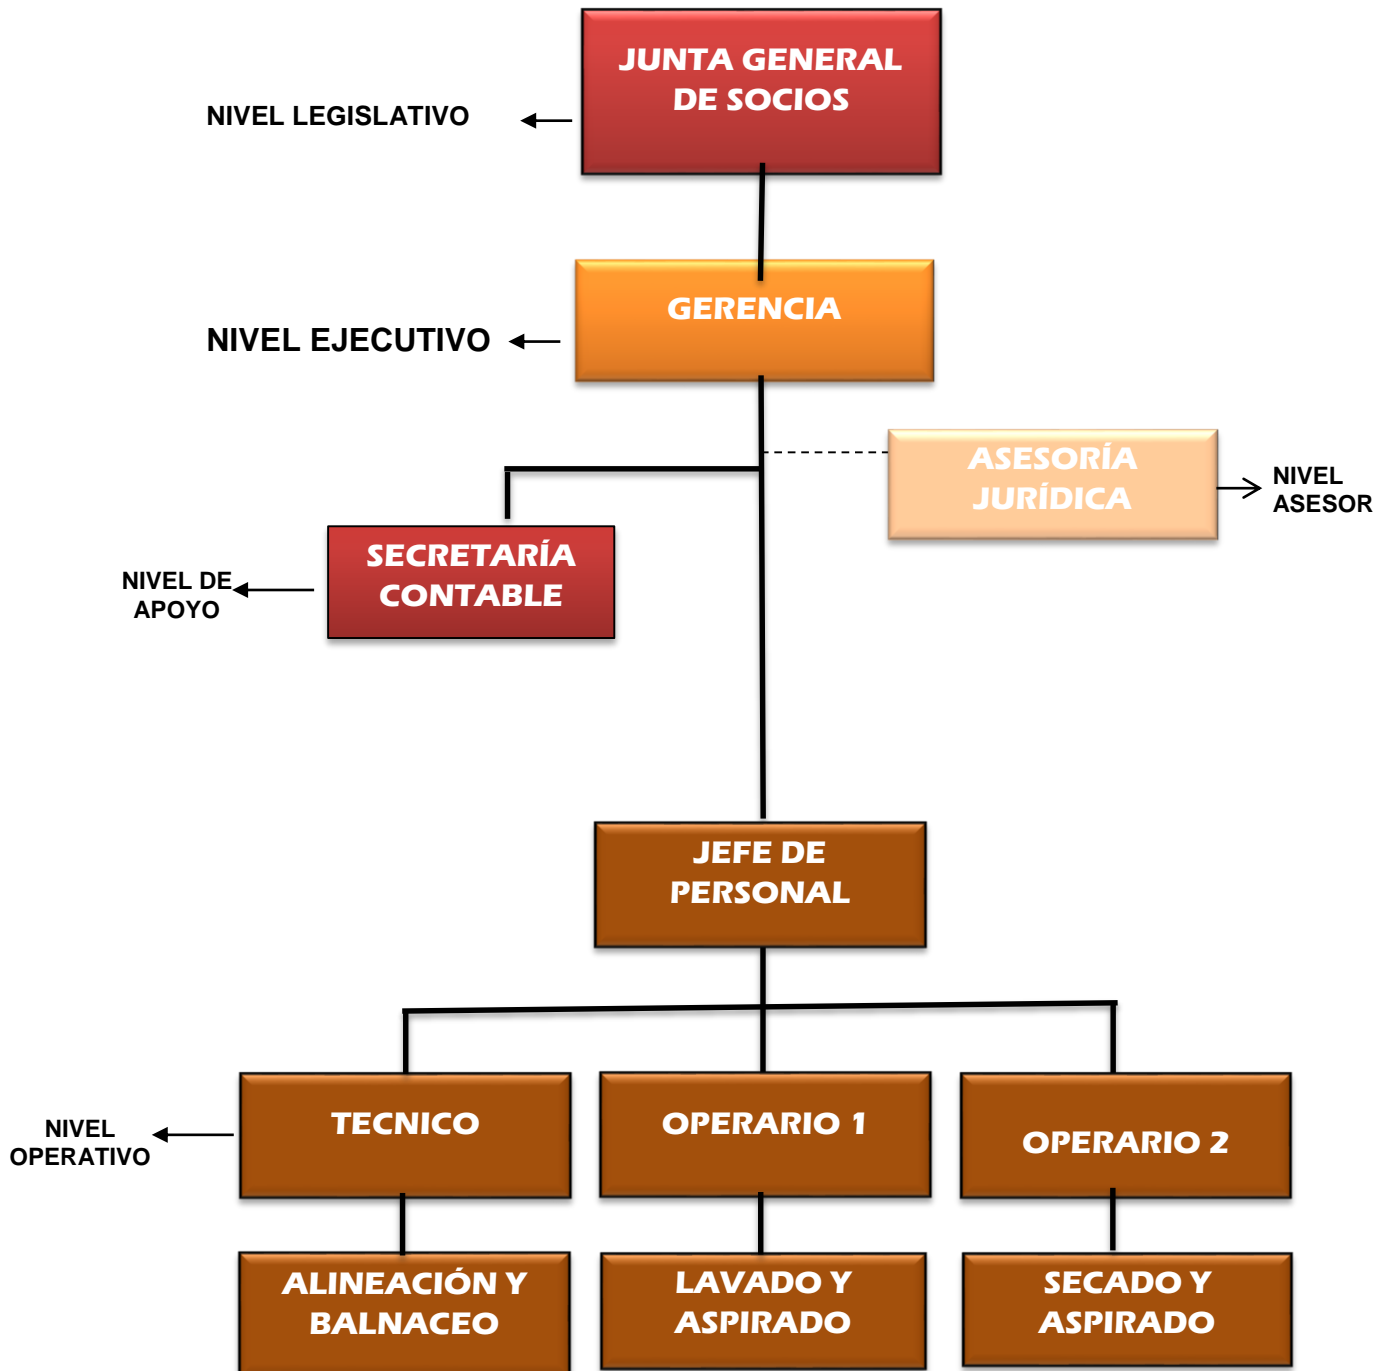 JUNTA GENERAL
DE SOCIOS
NIVEL LEGISLATIVO
GERENCIA
NIVEL EJECUTIVO
ASESORÍA
JURÍDICA
NIVEL
ASESOR
SECRETARÍA
CONTABLE
NIVEL DE
APOYO
JEFE DE
PERSONAL
TECNICO
OPERARIO 1
OPERARIO 2
NIVEL
OPERATIVO
ALINEACIÓN Y
BALNACEO
LAVADO Y
ASPIRADO
SECADO Y
ASPIRADO